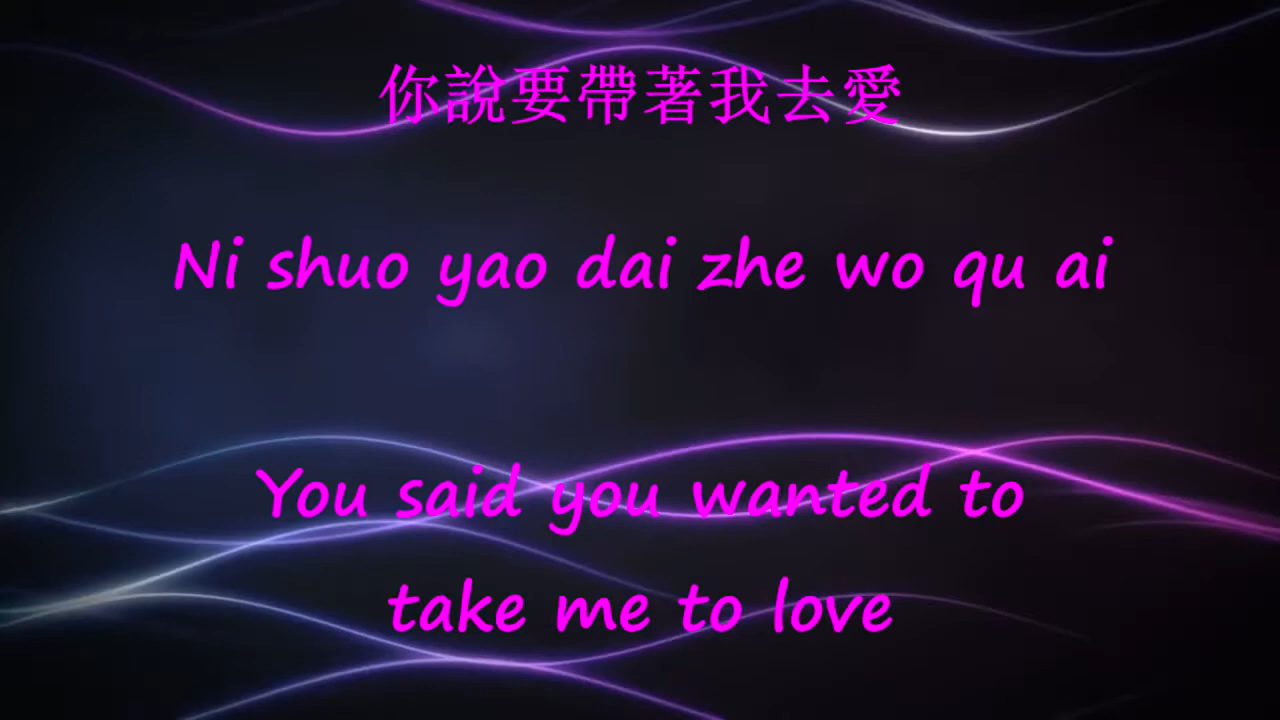 你說要帶著我去愛
Ni shuo yao dai zhe wo qu ai
You said you wanted to
take me to love